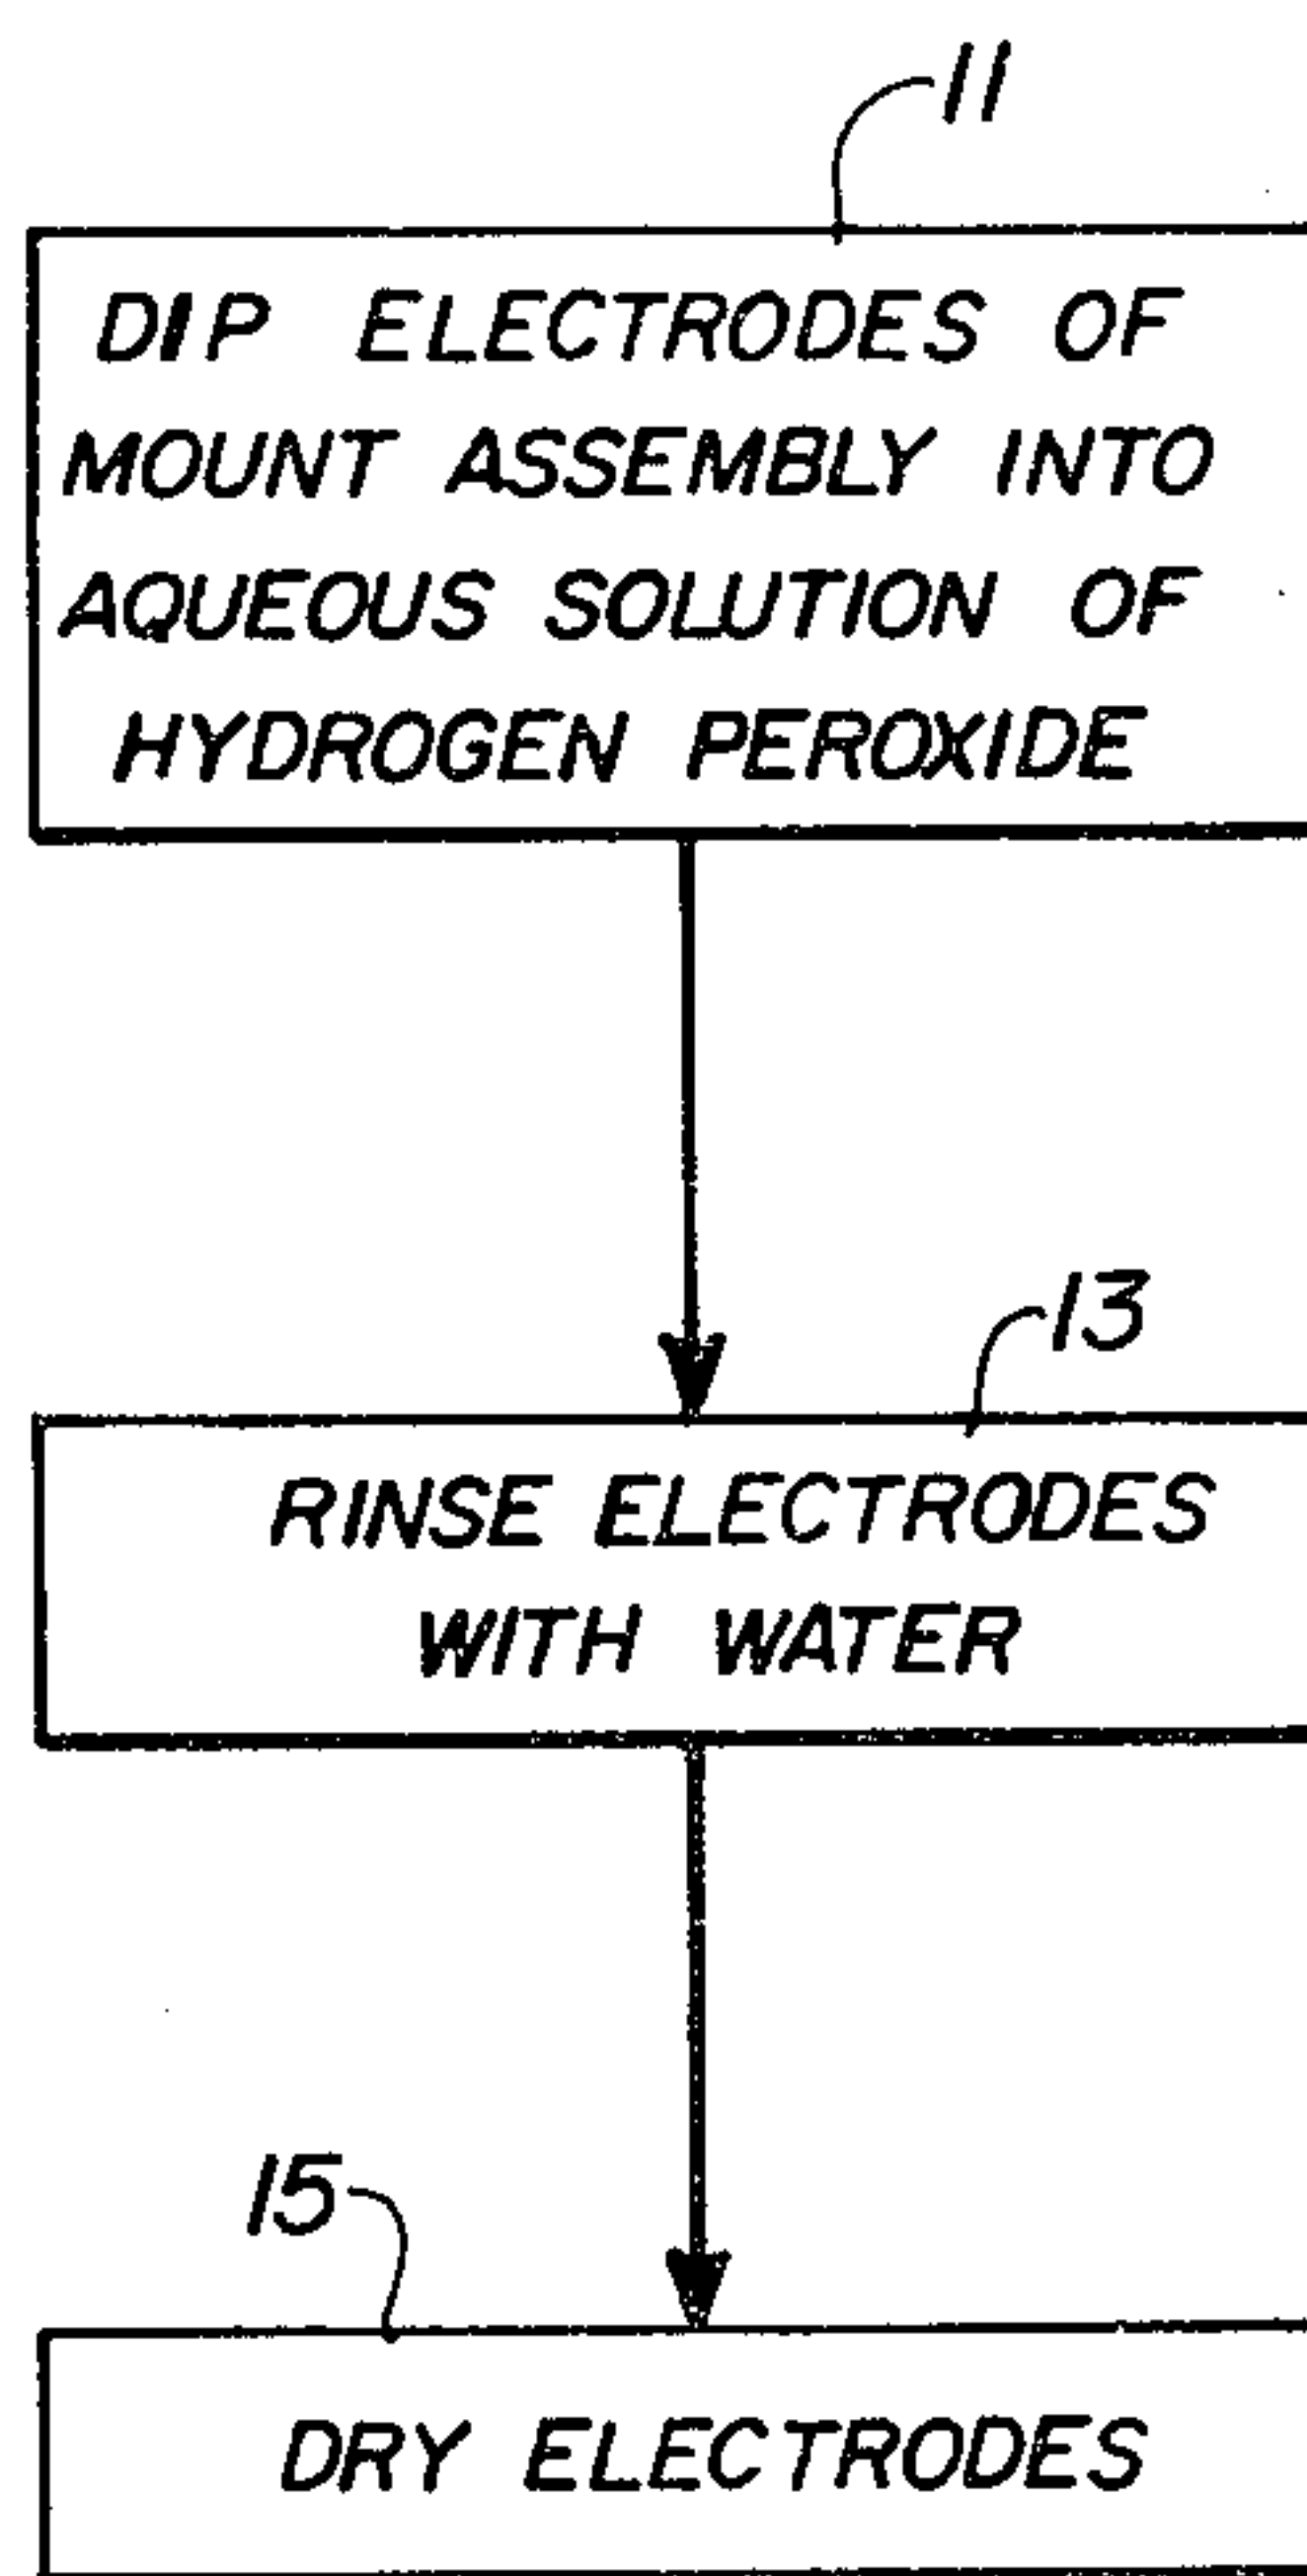 11
DIP ELECTRODES OF
MOUNT ASSEMBLY INTO
AQUEOUS SOLUTION OF
HYDROGEN PEROXIDE
13
RINSE ELECTRODES
WITH WATER
15
DRY ELECTRODES